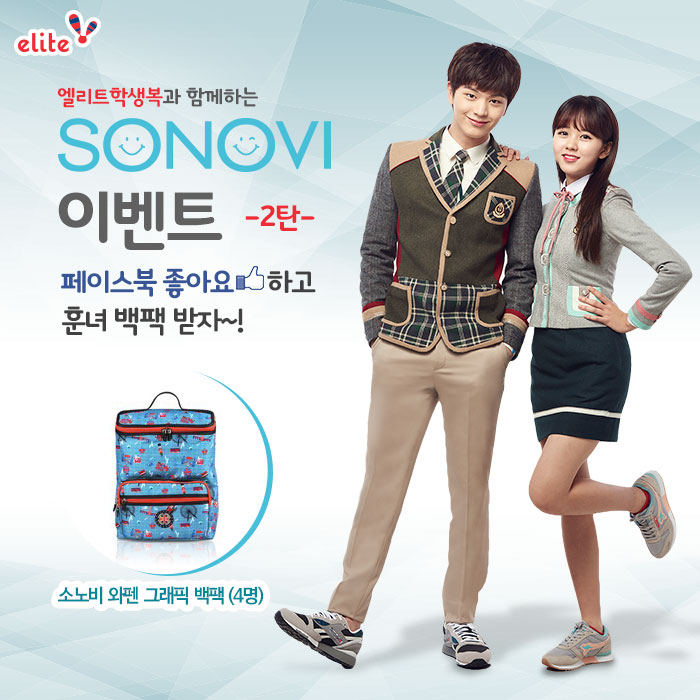 elite
엘리트학생복과 함께하는
SONOVI
이벤트 -2탄-
페이스북 좋아요 하고
훈녀 백팩 받자~!
소노비 와펜 그래픽 백팩 (4명)